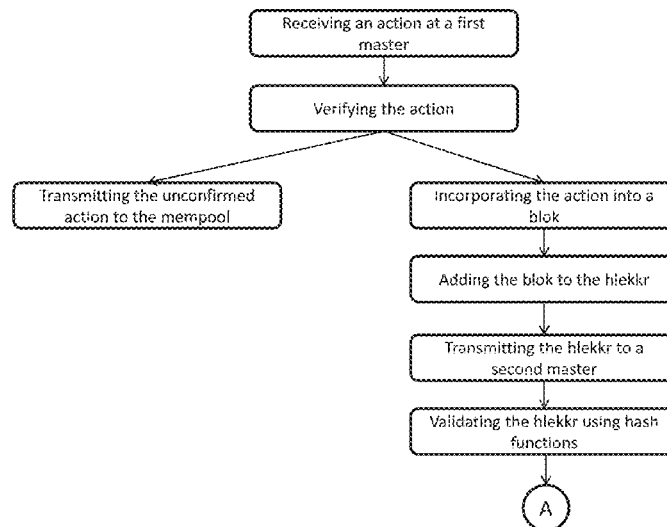 Receiving an action at a first
master
Verifying the action
Transmitting the unconfirmed
action to the mempool
Incorporating the action into a
blok
Adding the blok to the hlekkr
Transmitting the hlekkr to a
second master
Validating the hlekkr using hash
functions
A